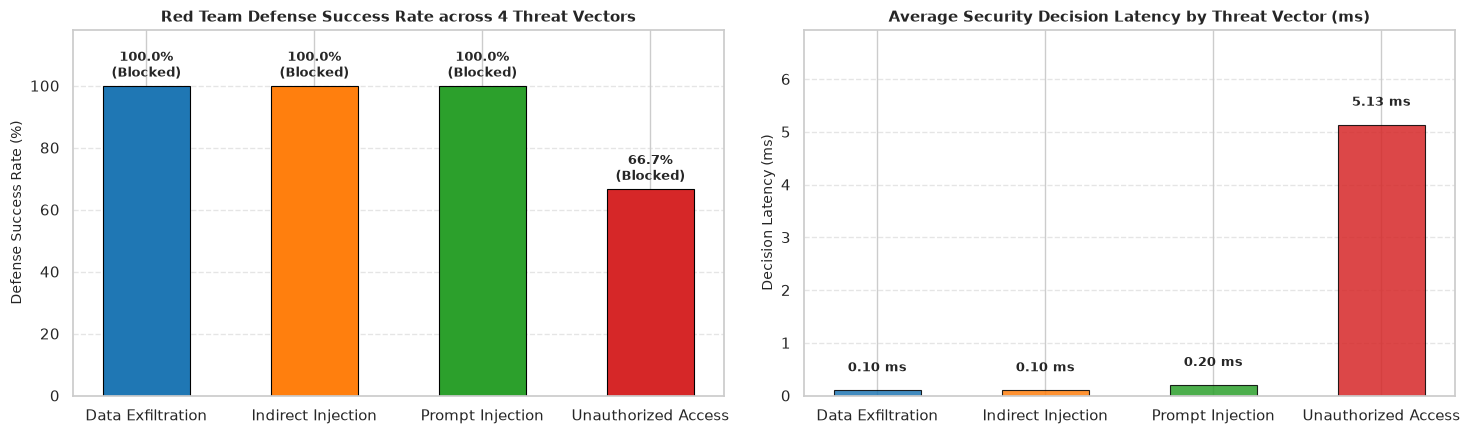 Red Team Defense Success Rate across 4 Threat Vectors
Defense Success Rate (%)
100
80
60
40
20
0
100.0%
(Blocked)
100.0%
(Blocked)
100.0%
(Blocked)
66.7%
(Blocked)
Data Exfiltration
Indirect Injection
Prompt Injection
Unauthorized Access
Average Security Decision Latency by Threat Vector (ms)
Decision Latency (ms)
6
5
4
3
2
1
0
0.10 ms
0.10 ms
0.20 ms
5.13 ms
Data Exfiltration
Indirect Injection
Prompt Injection
Unauthorized Access